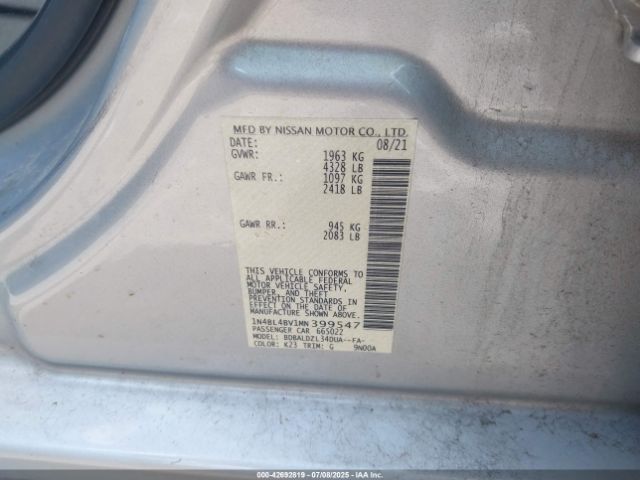 MFD BY NISSAN MOTOR CO., LTD.
DATE: 08/21
GVWR: 1963 KG
4328 LB
GAWR FR.: 1097 KG
2418 LB
GAWR RR.: 945 KG
2083 LB
THIS VEHICLE CONFORMS TO
ALL APPLICABLE FEDERAL
MOTOR VEHICLE SAFETY,
BUMPER, AND THEFT
PREVENTION STANDARDS IN
EFFECT ON THE DATE OF
MANUFACTURE SHOWN ABOVE.
1N4BL4BV1MN399547
PASSENGER CAR 665022
MODEL: BDBALDZL34DUA--FA-
COLOR: K23 TRIM: G 9N00A
000-42692619 - 07/08/2025 - IAAI.COM